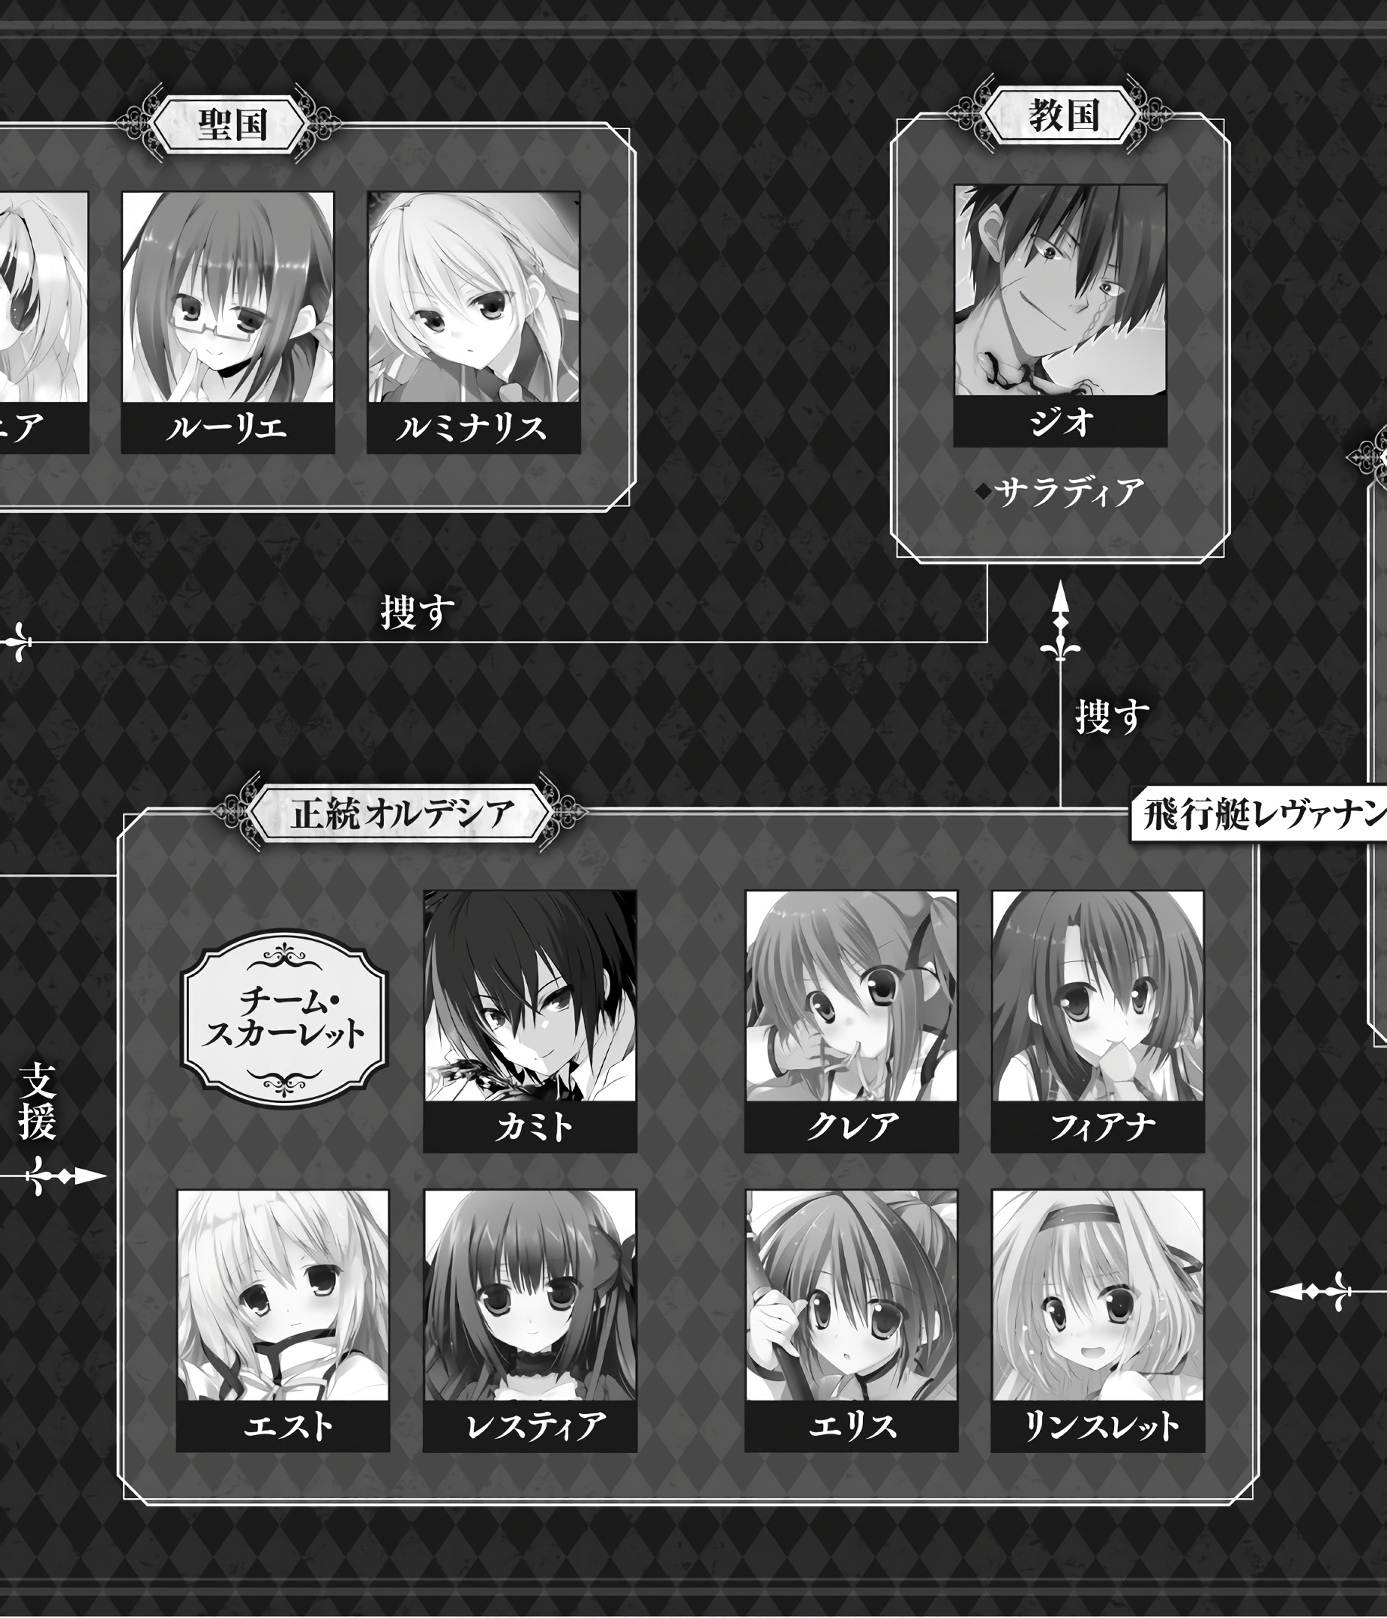 聖国
教国
ェア
ルーリエ
ルミナリス
ジオ
◆サラディア
捜す
捜す
正統オルデシア
飛行艇レヴァナン
チーム・
スカーレット
カミト
クレア
フィアナ
支援
エスト
レスティア
エリス
リンスレット